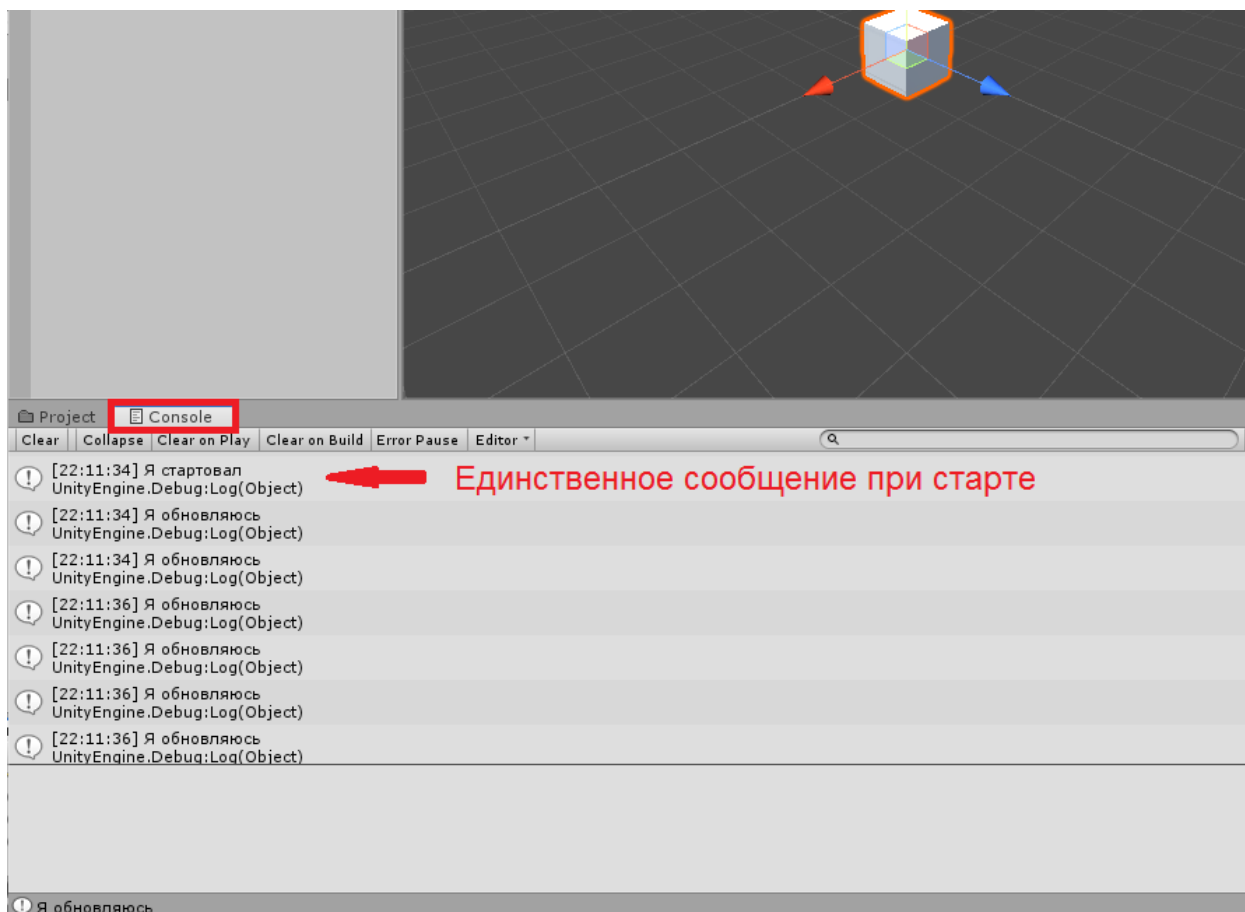 Project
Console
Clear
Collapse
Clear on Play
Clear on Build
Error Pause
Editor
[22:11:34] Я стартовал
UnityEngine.Debug:Log(Object)
Единственное сообщение при старте
[22:11:34] Я обновляюсь
UnityEngine.Debug:Log(Object)
[22:11:34] Я обновляюсь
UnityEngine.Debug:Log(Object)
[22:11:36] Я обновляюсь
UnityEngine.Debug:Log(Object)
[22:11:36] Я обновляюсь
UnityEngine.Debug:Log(Object)
[22:11:36] Я обновляюсь
UnityEngine.Debug:Log(Object)
[22:11:36] Я обновляюсь
UnityEngine.Debug:Log(Object)
Я обновляюсь